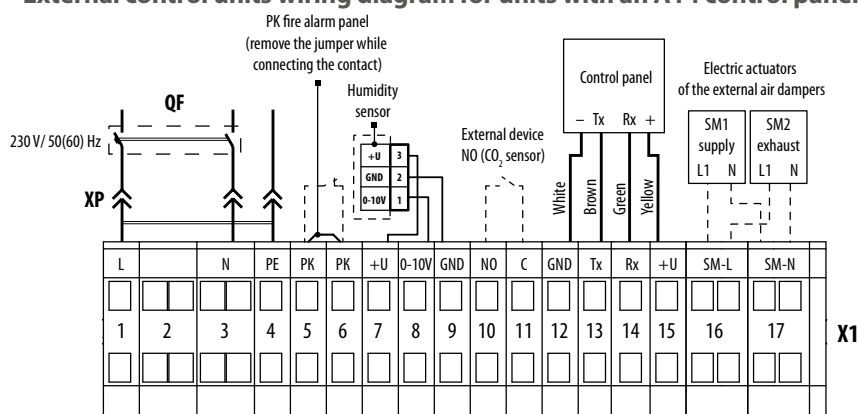 External control units wiring diagram for units with an A14 control panel
PK fire alarm panel
(remove the jumper while
connecting the contact)
QF
230 V/ 50(60) Hz
XP
Humidity
sensor
+U 3
GND 2
0-10V 1
External device
NO (CO₂ sensor)
Control panel
– Tx Rx +
White
Brown
Green
Yellow
Electric actuators
of the external air dampers
SM1
supply
L1 N
SM2
exhaust
L1 N
L N PE PK PK +U 0-10V GND NO C GND Tx Rx +U SM-L SM-N
1 2 3 4 5 6 7 8 9 10 11 12 13 14 15 16 17 X1